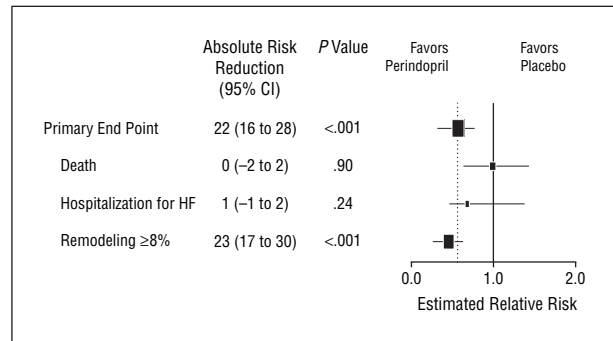 Absolute Risk Reduction (95% CI)
P Value
Favors Perindopril
Favors Placebo
Primary End Point 22 (16 to 28) <.001
Death 0 (–2 to 2) .90
Hospitalization for HF 1 (–1 to 2) .24
Remodeling ≥8% 23 (17 to 30) <.001
0.0 1.0 2.0
Estimated Relative Risk